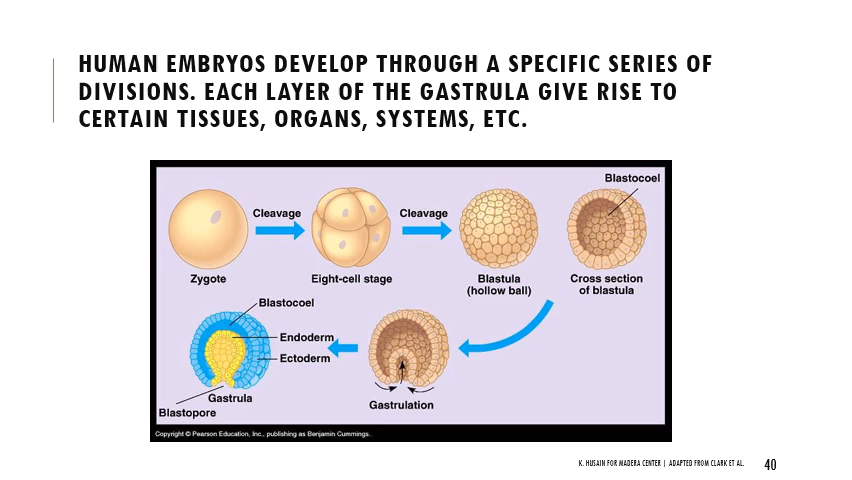 HUMAN EMBRYOS DEVELOP THROUGH A SPECIFIC SERIES OF
DIVISIONS. EACH LAYER OF THE GASTRULA GIVE RISE TO
CERTAIN TISSUES, ORGANS, SYSTEMS, ETC.
Blastocoel
Cleavage
Cleavage
Zygote
Eight-cell stage
Blastula
(hollow ball)
Cross section
of blastula
Blastocoel
Endoderm
Ectoderm
Gastrula
Blastopore
Gastrulation
Copyright © Pearson Education, Inc., publishing as Benjamin Cummings.
K. HUSAIN FOR MADERA CENTER | ADAPTED FROM CLARK ET AL.
40